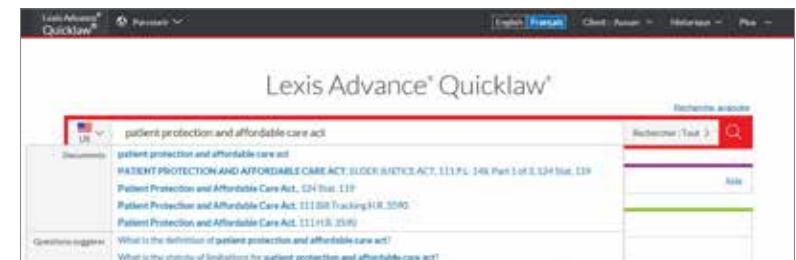 Lexis Advance®
Quicklaw®
Parcourir
English Français
Client : Aucun
Historique
Plus
Lexis Advance® Quicklaw®
Recherche avancée
US
patient protection and affordable care act
Rechercher : Tout
Documents
patient protection and affordable care act
PATIENT PROTECTION AND AFFORDABLE CARE ACT; ELDER JUSTICE ACT, 111 P.L. 148, Part 1 of 3, 124 Stat. 119
Patient Protection and Affordable Care Act., 124 Stat. 119
Patient Protection and Affordable Care Act, 111 Bill Tracking H.R. 3590
Patient Protection and Affordable Care Act, 111 H.R. 3590
Aide
Questions suggérer
What is the definition of patient protection and affordable care act?
What is the statute of limitations for patient protection and affordable care act?